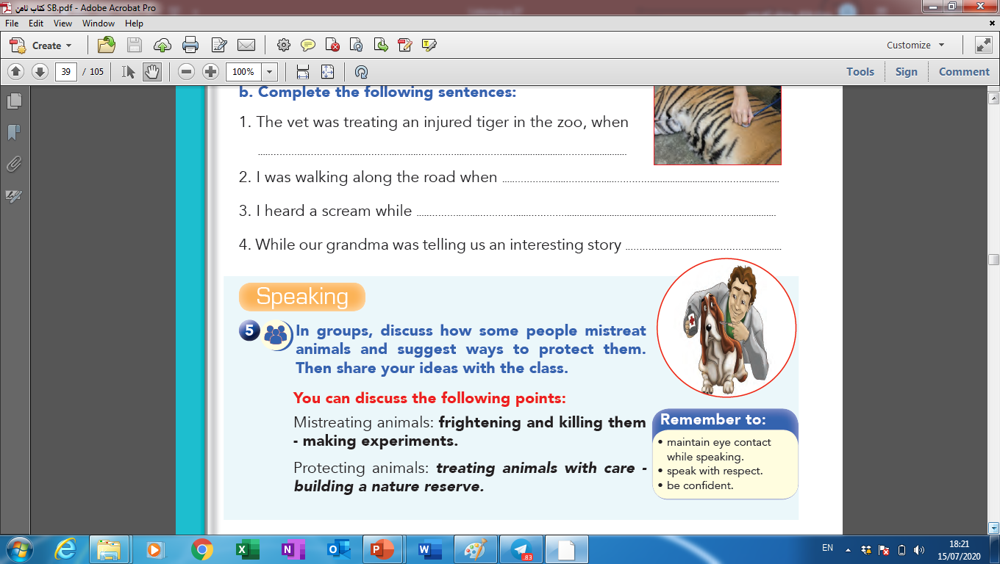 كتاب ثامن SB.pdf - Adobe Acrobat Pro
File Edit View Window Help
Create Customize
39 / 105 100% Tools Sign Comment
b. Complete the following sentences:
1. The vet was treating an injured tiger in the zoo, when
................................................................
2. I was walking along the road when ................................................................
3. I heard a scream while ................................................................
4. While our grandma was telling us an interesting story ................................................................
Speaking
5 In groups, discuss how some people mistreat
animals and suggest ways to protect them.
Then share your ideas with the class.
You can discuss the following points:
Mistreating animals: frightening and killing them
- making experiments.
Protecting animals: treating animals with care -
building a nature reserve.
Remember to:
• maintain eye contact
while speaking.
• speak with respect.
• be confident.
EN 18:21
15/07/2020
83